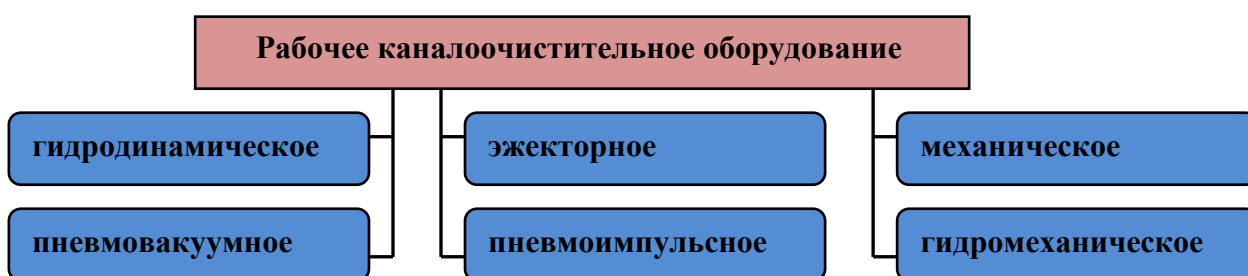 Рабочее каналоочистительное оборудование
гидродинамическое
эжекторное
механическое
пневмовакуумное
пневмоимпульсное
гидромеханическое